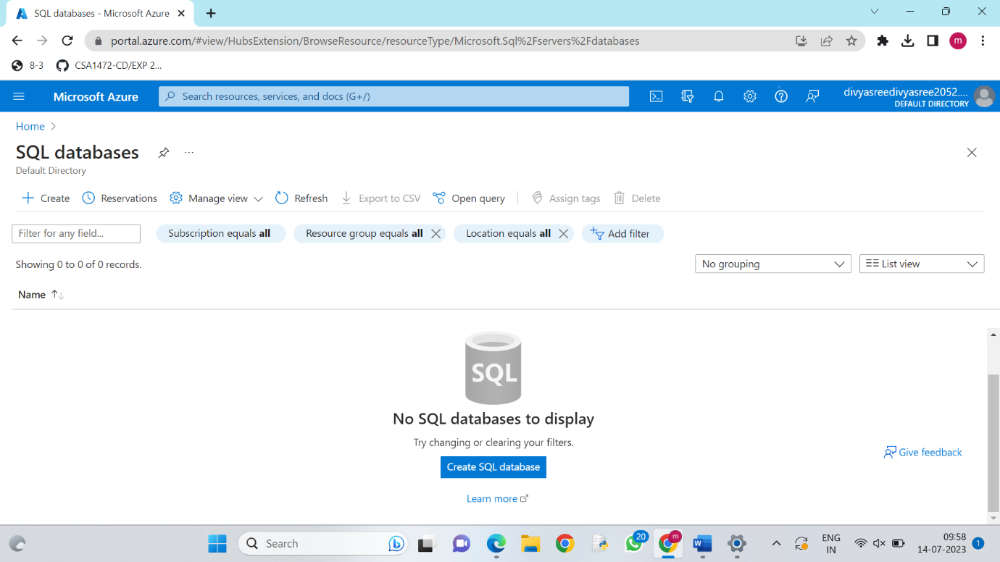 SQL databases - Microsoft Azure
portal.azure.com/#view/HubsExtension/BrowseResource/resourceType/Microsoft.Sql%2Fservers%2Fdatabases
m
8-3 CSA1472-CD/EXP 2...
Microsoft Azure Search resources, services, and docs (G+/) divyasreedivyasree2052....
DEFAULT DIRECTORY
Home
SQL databases
Default Directory
Create Reservations Manage view Refresh Export to CSV Open query Assign tags Delete
Filter for any field... Subscription equals all Resource group equals all Location equals all Add filter
Showing 0 to 0 of 0 records. No grouping List view
Name
SQL
No SQL databases to display
Try changing or clearing your filters.
Give feedback
Create SQL database
Learn more
Search 20 m W ENG 09:58
IN 14-07-2023 1